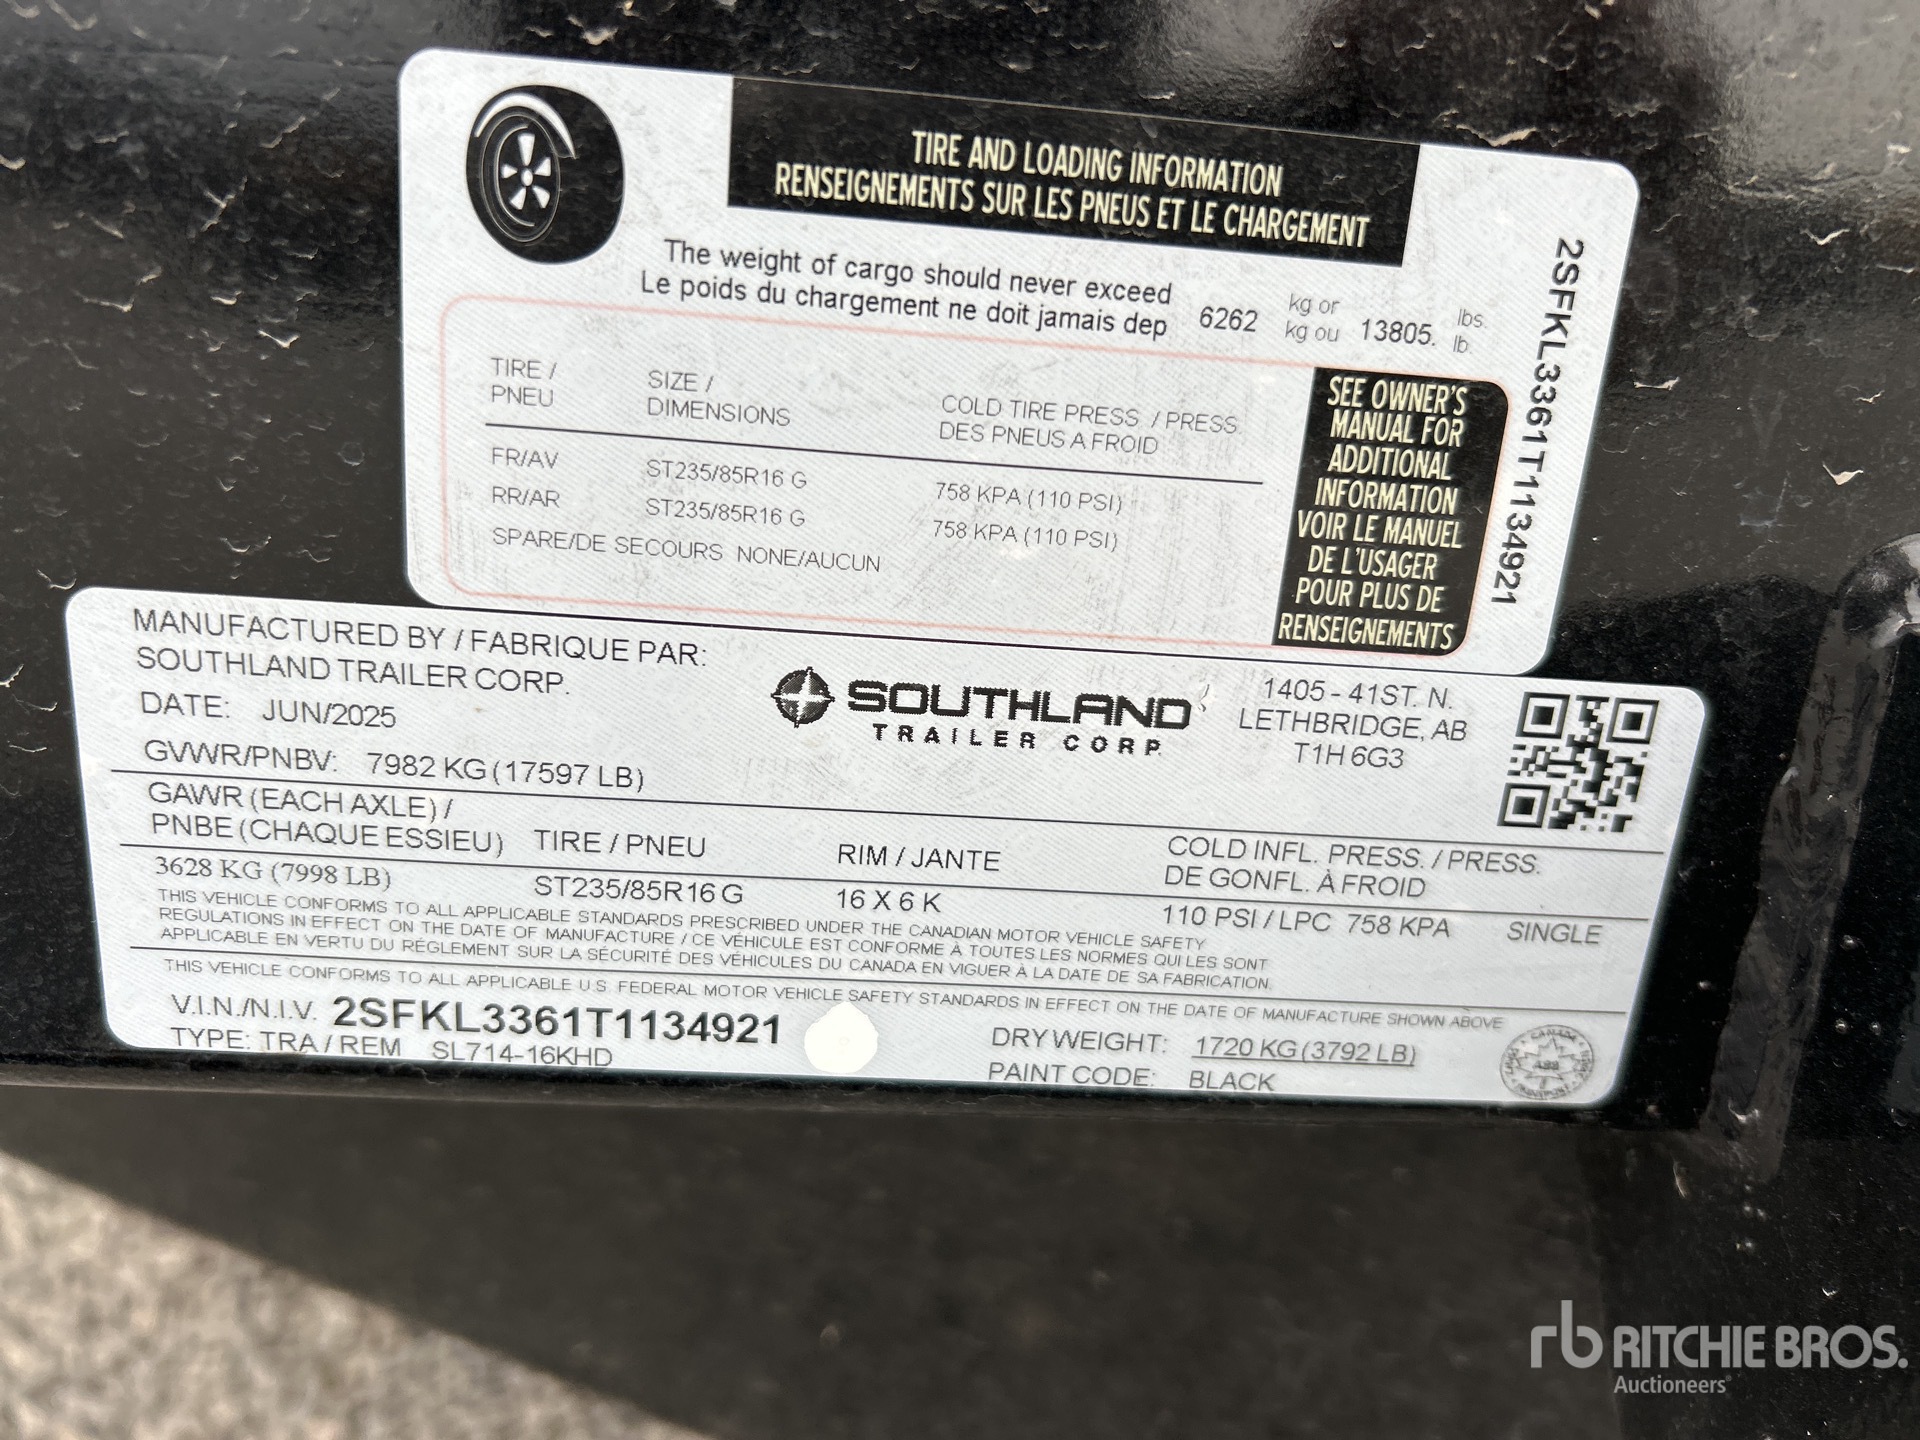 TIRE AND LOADING INFORMATION
RENSEIGNEMENTS SUR LES PNEUS ET LE CHARGEMENT
The weight of cargo should never exceed
Le poids du chargement ne doit jamais dep
6262 kg or 13805. lbs.
kg ou lb.
TIRE / SIZE / COLD TIRE PRESS. / PRESS.
PNEU DIMENSIONS DES PNEUS A FROID
FR/AV ST235/85R16 G 758 KPA (110 PSI)
RR/AR ST235/85R16 G 758 KPA (110 PSI)
SPARE/DE SECOURS NONE/AUCUN
SEE OWNER'S
MANUAL FOR
ADDITIONAL
INFORMATION
VOIR LE MANUEL
DE L'USAGER
POUR PLUS DE
RENSEIGNEMENTS
2SFKL3361T1134921
MANUFACTURED BY / FABRIQUE PAR:
SOUTHLAND TRAILER CORP.
DATE: JUN/2025
GVWR/PNBV: 7982 KG (17597 LB)
SOUTHLAND
TRAILER CORP
1405 - 41ST. N.
LETHBRIDGE, AB
T1H 6G3
GAWR (EACH AXLE) /
PNBE (CHAQUE ESSIEU) TIRE / PNEU RIM / JANTE COLD INFL. PRESS. / PRESS.
DE GONFL. À FROID
3628 KG (7998 LB) ST235/85R16 G 16 X 6 K 110 PSI / LPC 758 KPA SINGLE
THIS VEHICLE CONFORMS TO ALL APPLICABLE STANDARDS PRESCRIBED UNDER THE CANADIAN MOTOR VEHICLE SAFETY
REGULATIONS IN EFFECT ON THE DATE OF MANUFACTURE / CE VÉHICULE EST CONFORME À TOUTES LES NORMES QUI LES SONT
APPLICABLE EN VERTU DU RÉGLEMENT SUR LA SÉCURITÉ DES VÉHICULES DU CANADA EN VIGUER À LA DATE DE SA FABRICATION.
THIS VEHICLE CONFORMS TO ALL APPLICABLE U.S. FEDERAL MOTOR VEHICLE SAFETY STANDARDS IN EFFECT ON THE DATE OF MANUFACTURE SHOWN ABOVE
V.I.N./N.I.V. 2SFKL3361T1134921 DRY WEIGHT: 1720 KG (3792 LB)
TYPE: TRA / REM SL714-16KHD PAINT CODE: BLACK
CANADA
rb RITCHIE BROS.
Auctioneers